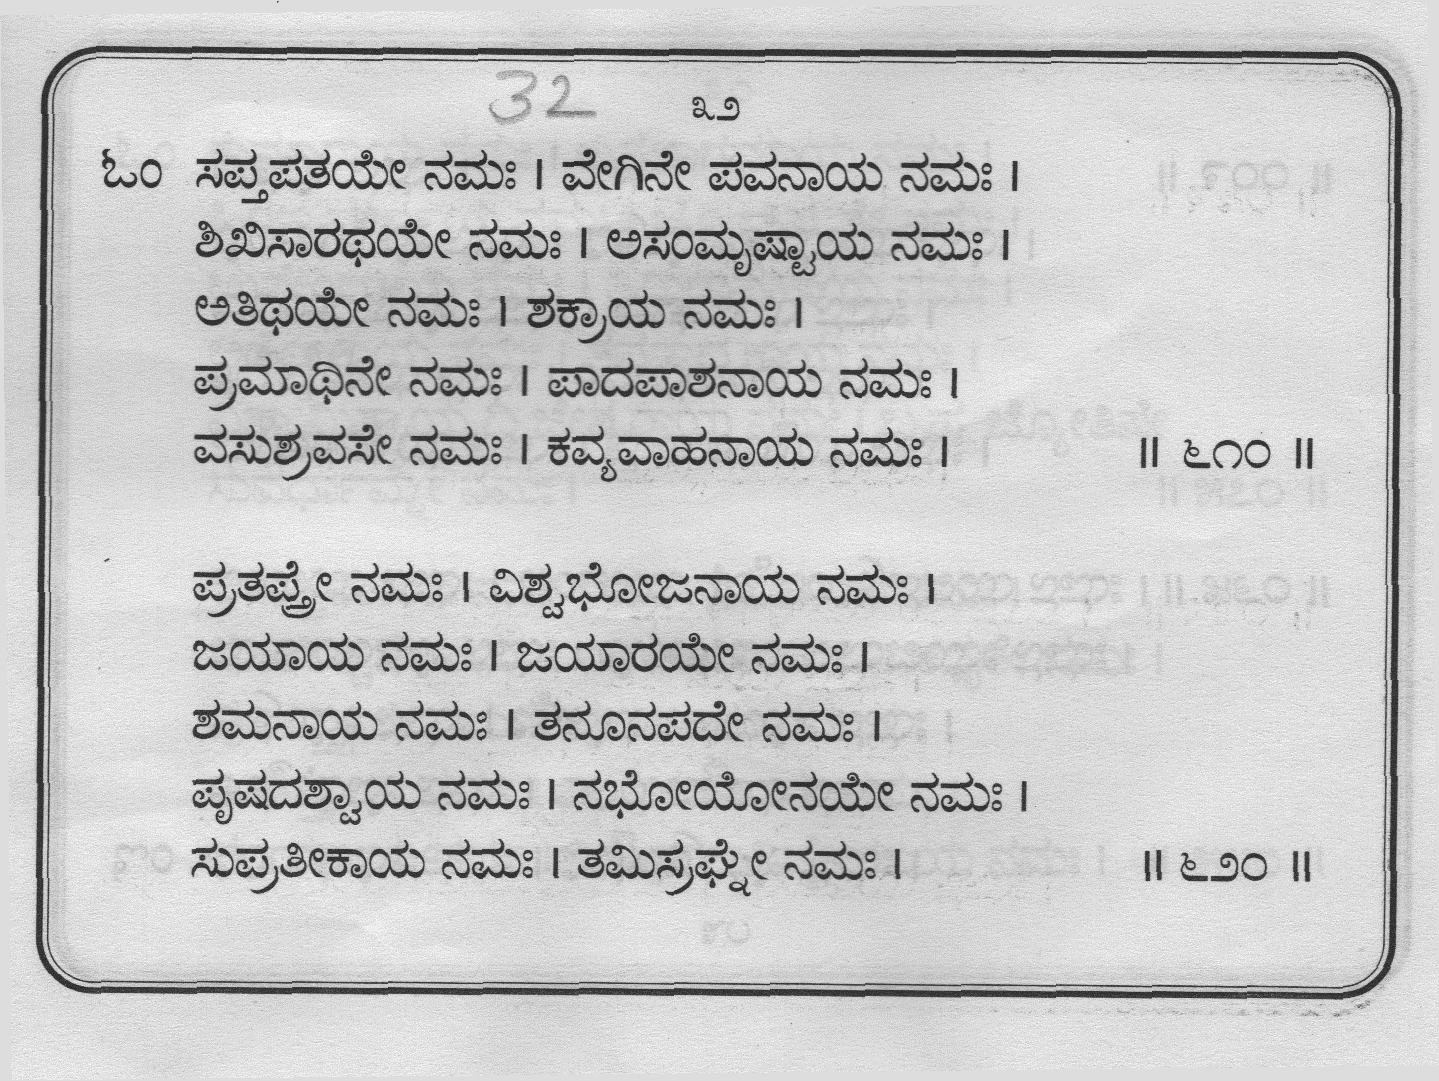 32 ೩೨
ಓಂ ಸಪ್ತಪತಯೇ ನಮಃ । ವೇಗಿನೇ ಪವನಾಯ ನಮಃ ।
ಶಿಖಿಸಾರಥಯೇ ನಮಃ । ಅಸಂಮೃಷ್ಟಾಯ ನಮಃ ।
ಅತಿಥಯೇ ನಮಃ । ಶಕ್ರಾಯ ನಮಃ ।
ಪ್ರಮಾಥಿನೇ ನಮಃ । ಪಾದಪಾಶನಾಯ ನಮಃ ।
ವಸುಶ್ರವಸೇ ನಮಃ । ಕವ್ಯವಾಹನಾಯ ನಮಃ । ॥ ೬೧೦ ॥
ಪ್ರತಪ್ತ್ರೇ ನಮಃ । ವಿಶ್ವಭೋಜನಾಯ ನಮಃ ।
ಜಯಾಯ ನಮಃ । ಜಯಾರಯೇ ನಮಃ ।
ಶಮನಾಯ ನಮಃ । ತನೂನಪದೇ ನಮಃ ।
ಪೃಷದಶ್ವಾಯ ನಮಃ । ನಭೋಯೋನಯೇ ನಮಃ ।
ಸುಪ್ರತೀಕಾಯ ನಮಃ । ತಮಿಸ್ರಘ್ನೇ ನಮಃ । ॥ ೬೨೦ ॥